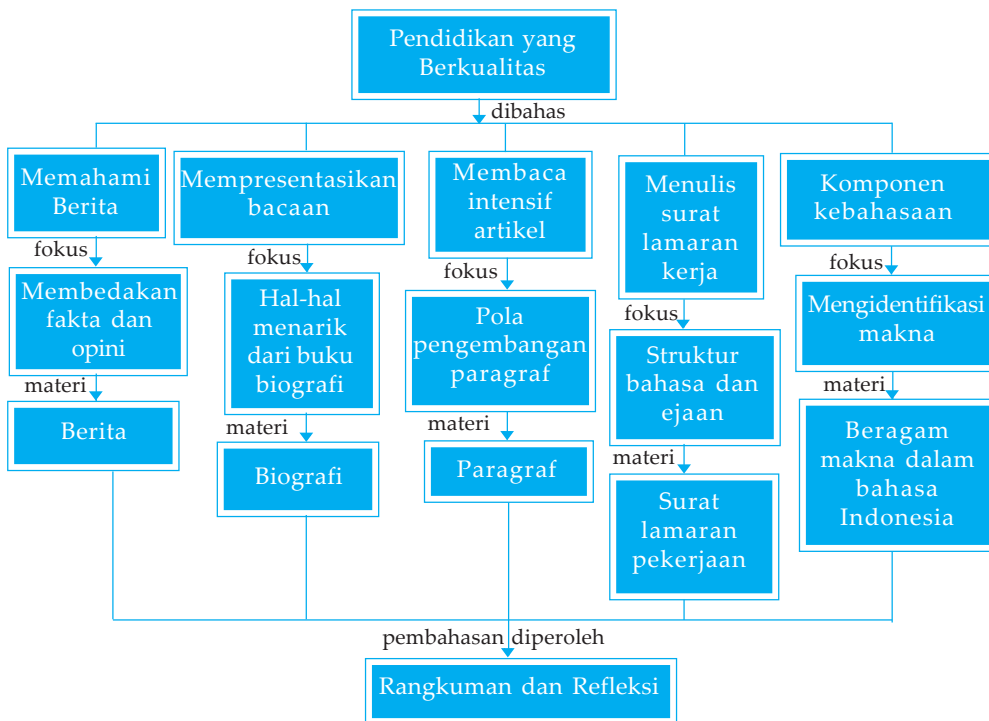 Pendidikan yang
Berkualitas
dibahas
Memahami
Berita
fokus
Membedakan
fakta dan
opini
materi
Berita
Mempresentasikan
bacaan
fokus
Hal-hal
menarik
dari buku
biografi
materi
Biografi
Membaca
intensif
artikel
fokus
Pola
pengembangan
paragraf
materi
Paragraf
Menulis
surat
lamaran
kerja
fokus
Struktur
bahasa dan
ejaan
materi
Surat
lamaran
pekerjaan
Komponen
kebahasaan
fokus
Mengidentifikasi
makna
materi
Beragam
makna dalam
bahasa
Indonesia
pembahasan diperoleh
Rangkuman dan Refleksi